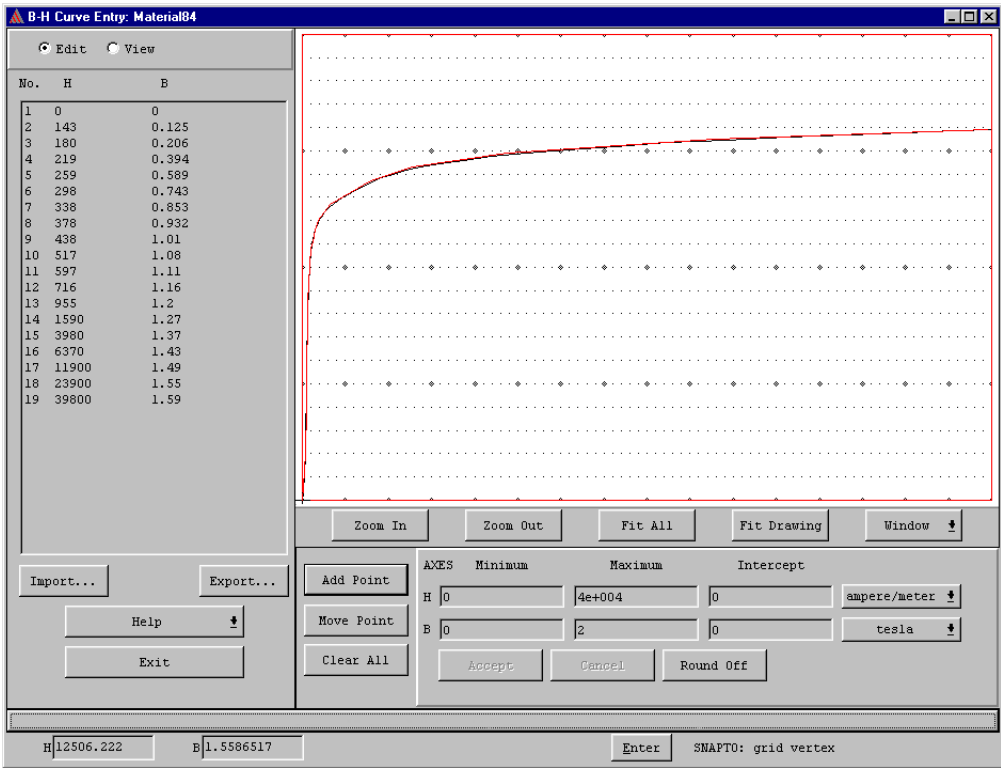 B-H Curve Entry: Material84
Edit View
No. H B
1 0 0
2 143 0.125
3 180 0.206
4 219 0.394
5 259 0.589
6 298 0.743
7 338 0.853
8 378 0.932
9 438 1.01
10 517 1.08
11 597 1.11
12 716 1.16
13 955 1.2
14 1590 1.27
15 3980 1.37
16 6370 1.43
17 11900 1.49
18 23900 1.55
19 39800 1.59
Import... Export...
Help
Exit
Zoom In Zoom Out Fit All Fit Drawing Window
Add Point
Move Point
Clear All
AXES Minimum Maximum Intercept
H 0 4e+004 0 ampere/meter
B 0 2 0 tesla
Accept Cancel Round Off
H 12506.222 B 1.5586517 Enter SNAPTO: grid vertex